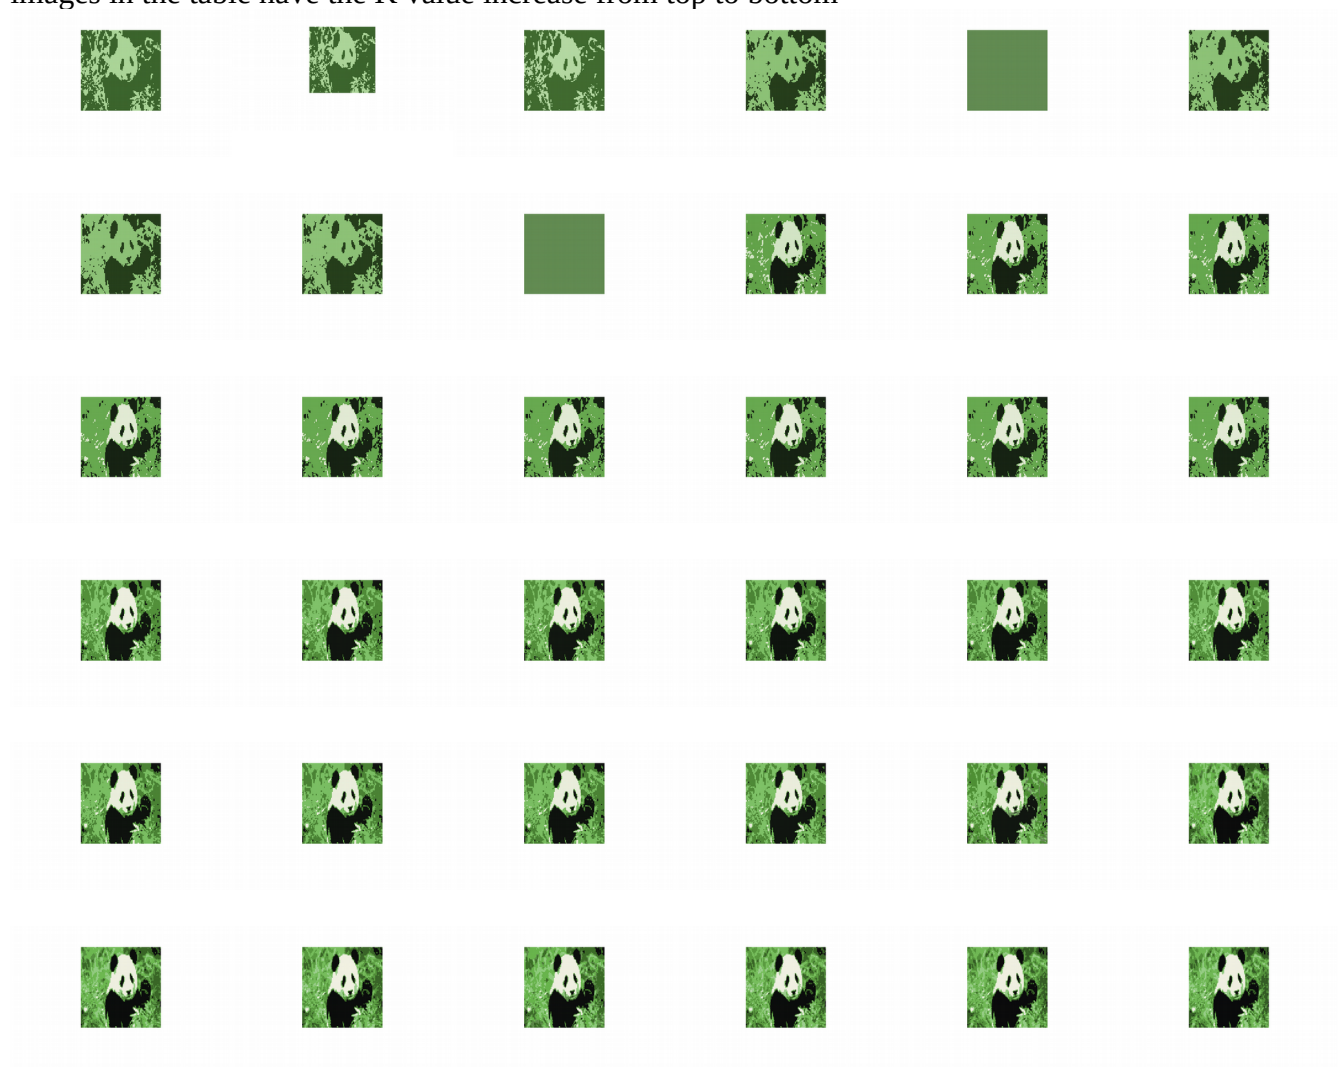 images in the table have the K value increase from top to bottom